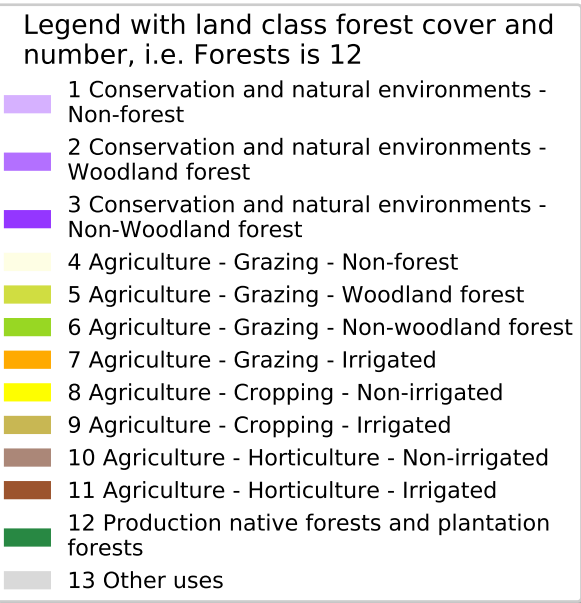 Legend with land class forest cover and
number, i.e. Forests is 12
1 Conservation and natural environments -
Non-forest
2 Conservation and natural environments -
Woodland forest
3 Conservation and natural environments -
Non-Woodland forest
4 Agriculture - Grazing - Non-forest
5 Agriculture - Grazing - Woodland forest
6 Agriculture - Grazing - Non-woodland forest
7 Agriculture - Grazing - Irrigated
8 Agriculture - Cropping - Non-irrigated
9 Agriculture - Cropping - Irrigated
10 Agriculture - Horticulture - Non-irrigated
11 Agriculture - Horticulture - Irrigated
12 Production native forests and plantation
forests
13 Other uses